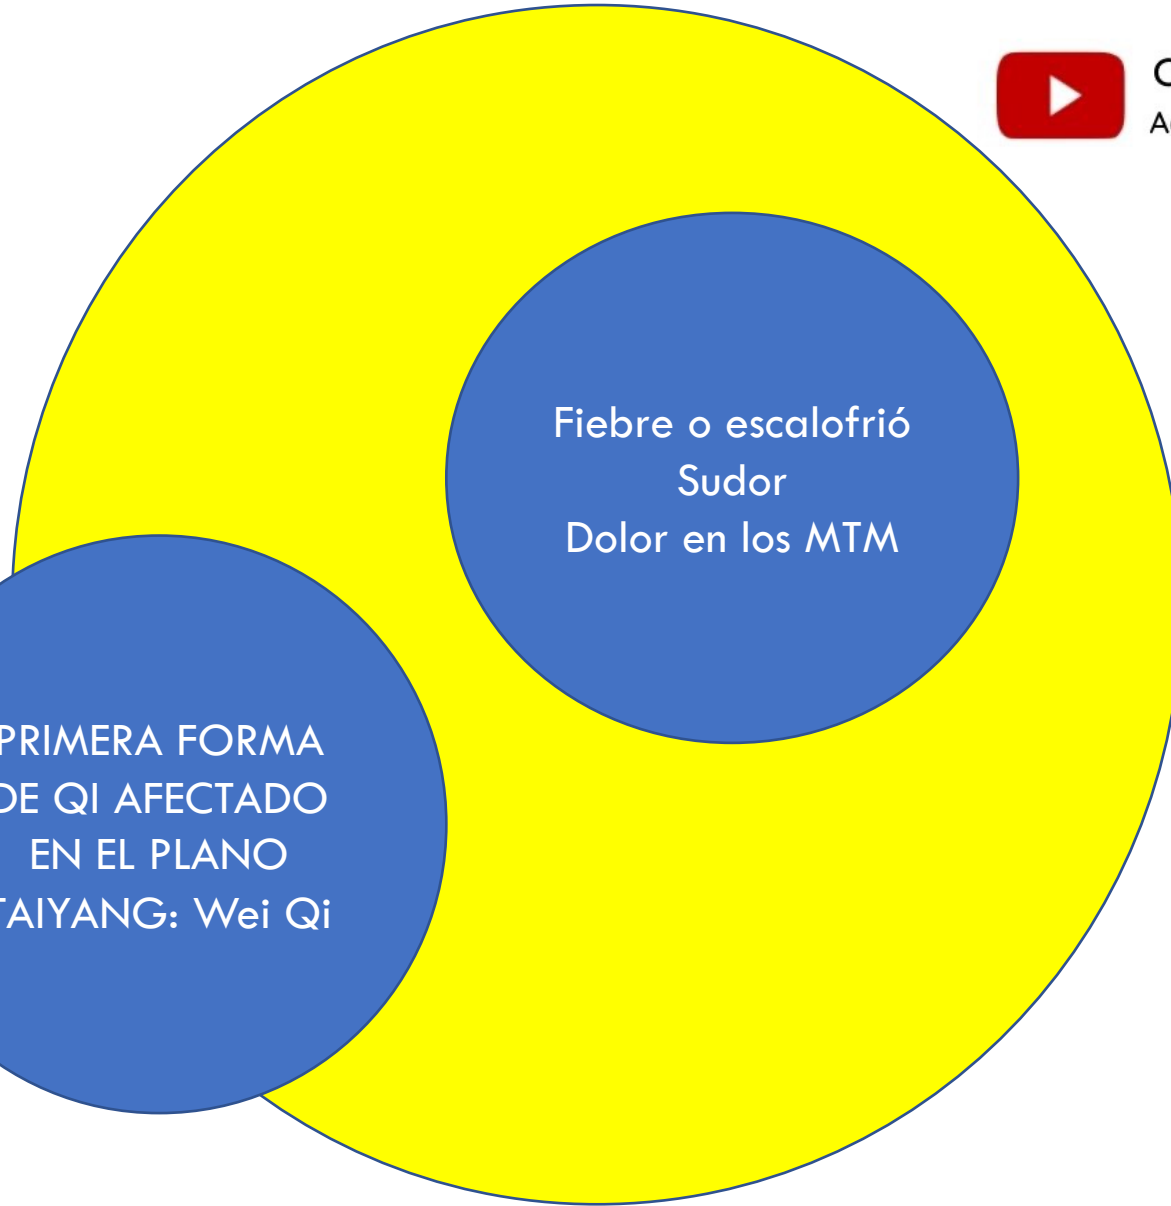 Fiebre o escalofrió
Sudor
Dolor en los MTM
PRIMERA FORMA
DE QI AFECTADO
EN EL PLANO
TAIYANG: Wei Qi